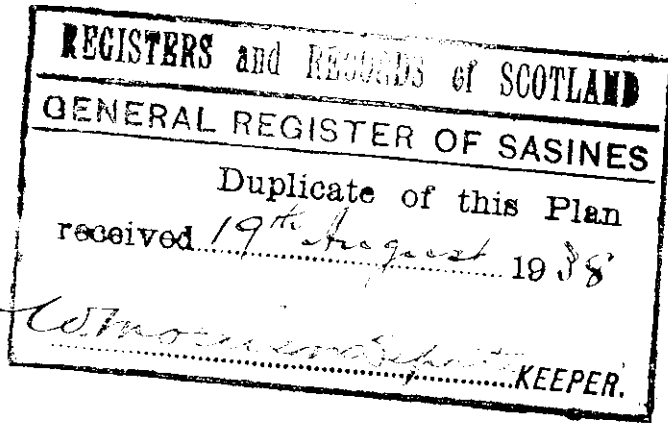 REGISTERS and RECORDS of SCOTLAND
GENERAL REGISTER OF SASINES
Duplicate of this Plan
received 19th August 1938
KEEPER.